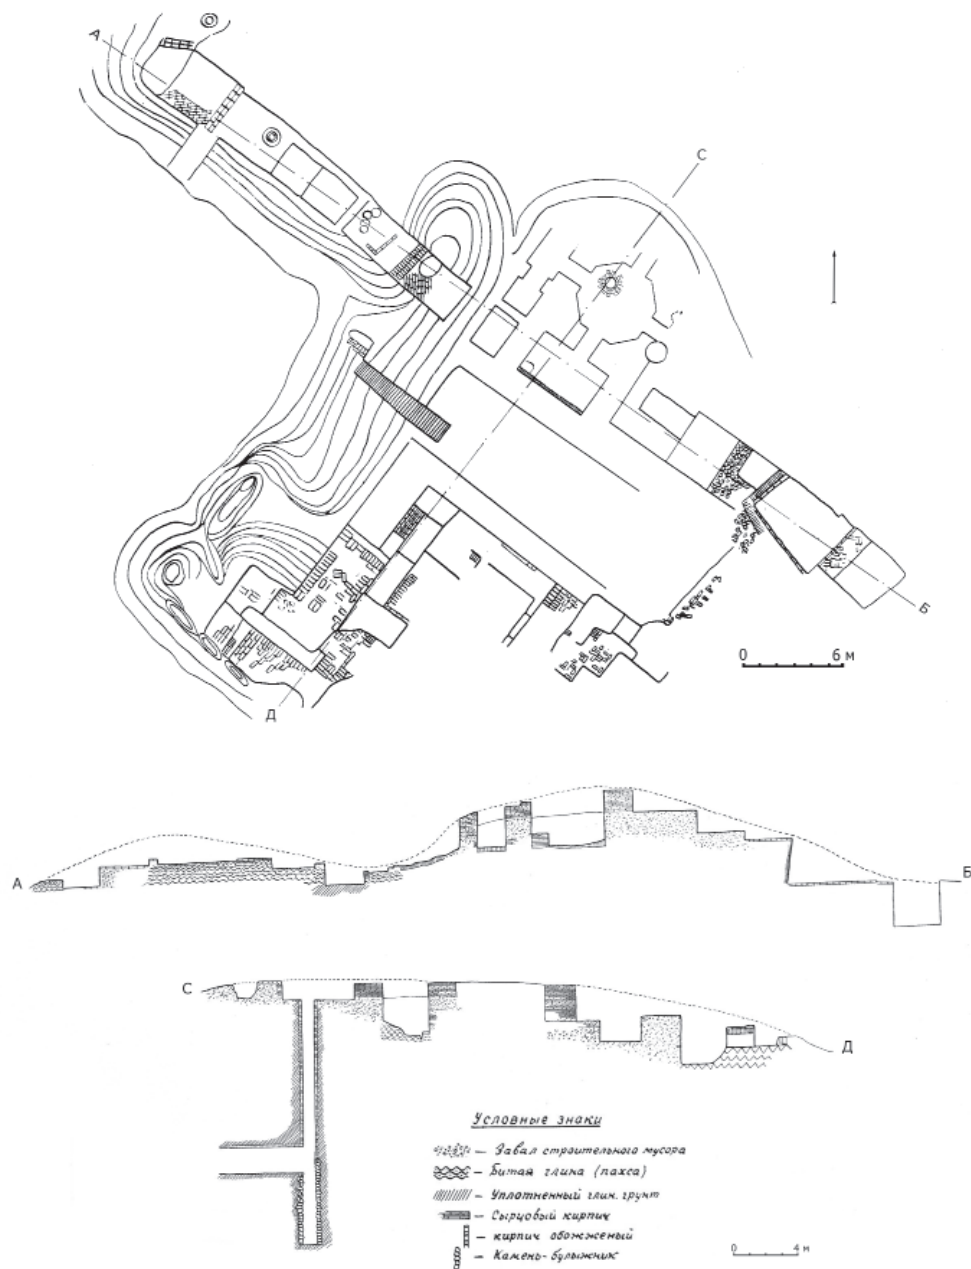 А
С
Б
0 6 м
Д
А
Б
С
Д
Условные знаки
– Завал строительного мусора
– Битая глина (пахса)
– Уплотненный глин. грунт
– Сырцовый кирпич
– кирпич обожженый
– Камень-булыжник
0 4 м